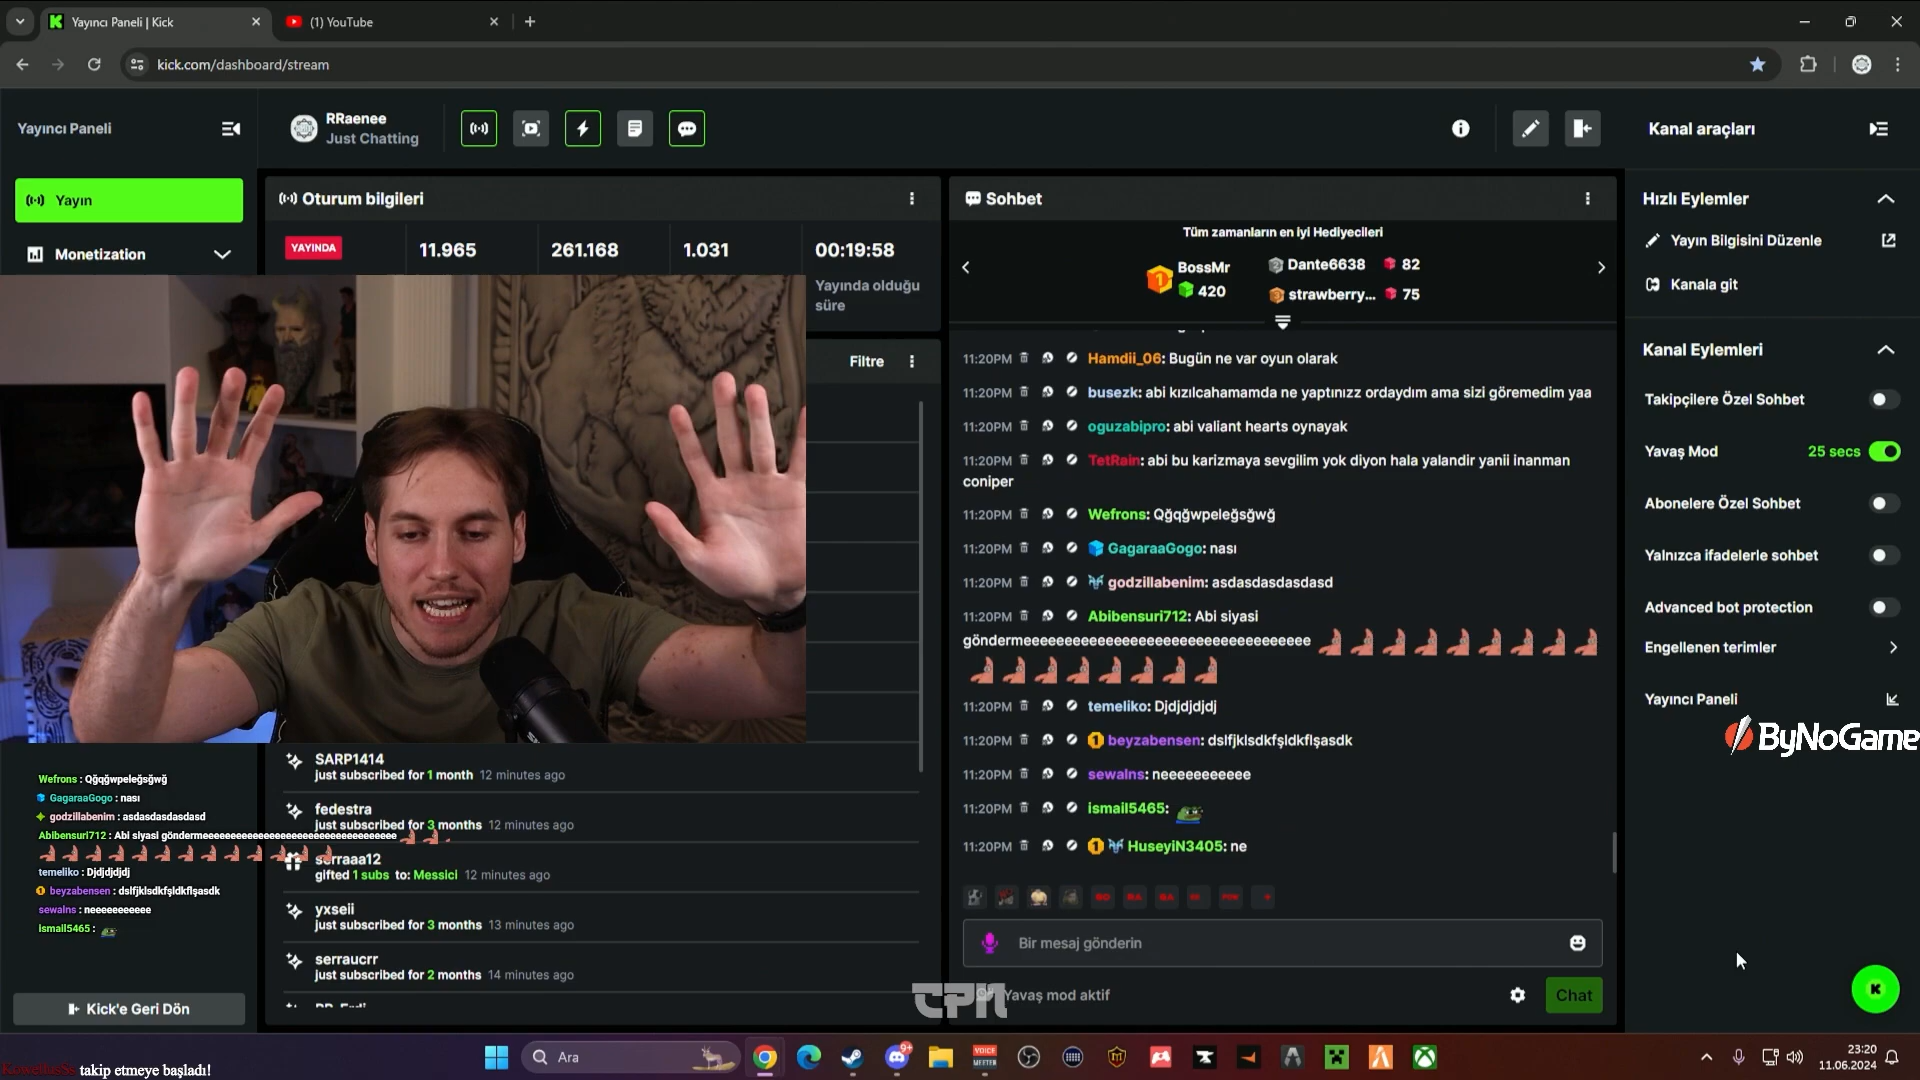 Yayıncı Paneli | Kick
(1) YouTube
kick.com/dashboard/stream
Yayıncı Paneli
RRaenee
Just Chatting
Kanal araçları
Yayın
Monetization
Oturum bilgileri
YAYINDA
11.965
261.168
1.031
00:19:58
Yayında olduğu
süre
Filtre
SARP1414
just subscribed for 1 month 12 minutes ago
fedestra
just subscribed for 3 months 12 minutes ago
serraaa12
gifted 1 subs to: Messici 12 minutes ago
yxseii
just subscribed for 3 months 13 minutes ago
serraucrr
just subscribed for 2 months 14 minutes ago
Wefrons : Qğqğwpeleğsğwğ
GagaraaGogo : nası
godzillabenim : asdasdasdasdasd
Abibensuri712 : Abi siyasi göndermeeeeeeeeeeeeeeeeeeeeeeeeeeeeeeeeeee
temeliko : Djdjdjdjdj
beyzabensen : dslfjklsdkfşldkflşasdk
sewalns : neeeeeeeeeee
ismail5465 :
Kick'e Geri Dön
takip etmeye başladı!
Sohbet
Tüm zamanların en iyi Hediyecileri
BossMr
420
Dante6638 82
strawberry... 75
11:20PM Hamdii_06: Bugün ne var oyun olarak
11:20PM busezk: abi kızılcahamamda ne yaptınızz ordaydım ama sizi göremedim yaa
11:20PM oguzabipro: abi valiant hearts oynayak
11:20PM TetRain: abi bu karizmaya sevgilim yok diyon hala yalandir yanii inanman
coniper
11:20PM Wefrons: Qğqğwpeleğsğwğ
11:20PM GagaraaGogo: nası
11:20PM godzillabenim: asdasdasdasdasd
11:20PM Abibensuri712: Abi siyasi
göndermeeeeeeeeeeeeeeeeeeeeeeeeeeeeeeeeeee
11:20PM temeliko: Djdjdjdjdj
11:20PM beyzabensen: dslfjklsdkfşldkflşasdk
11:20PM sewalns: neeeeeeeeeee
11:20PM ismail5465:
11:20PM HuseyiN3405: ne
Bir mesaj gönderin
Yavaş mod aktif
Chat
Hızlı Eylemler
Yayın Bilgisini Düzenle
Kanala git
Kanal Eylemleri
Takipçilere Özel Sohbet
Yavaş Mod 25 secs
Abonelere Özel Sohbet
Yalnızca ifadelerle sohbet
Advanced bot protection
Engellenen terimler
Yayıncı Paneli
ByNoGame
Ara
VOICE
MEETER
23:20
11.06.2024